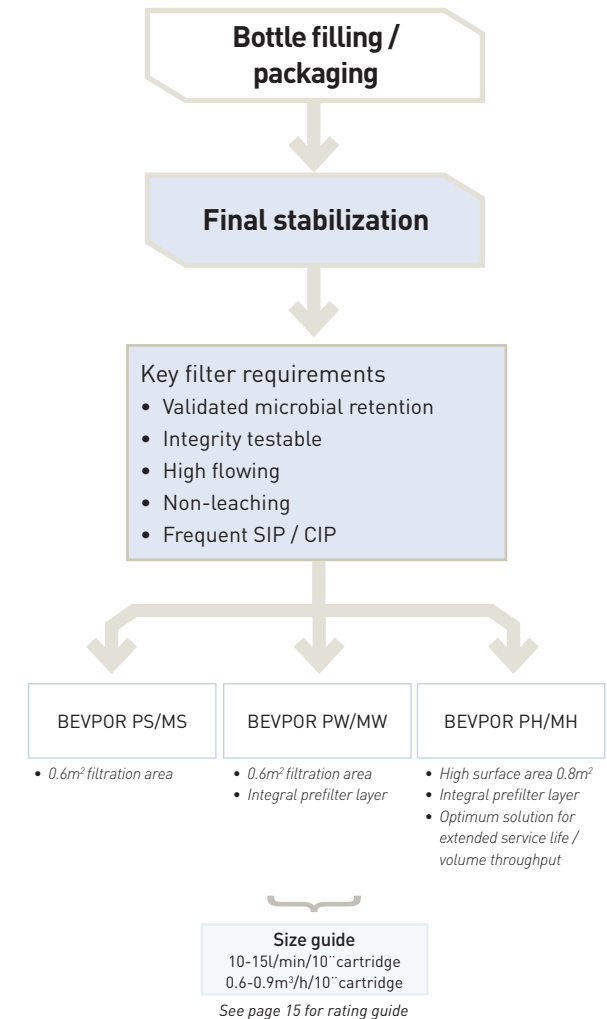 Bottle filling /
packaging
Final stabilization
Key filter requirements
• Validated microbial retention
• Integrity testable
• High flowing
• Non-leaching
• Frequent SIP / CIP
BEVPOR PS/MS
• 0.6m² filtration area
BEVPOR PW/MW
• 0.6m² filtration area
• Integral prefilter layer
BEVPOR PH/MH
• High surface area 0.8m²
• Integral prefilter layer
• Optimum solution for
extended service life /
volume throughput
Size guide
10-15l/min/10¨cartridge
0.6-0.9m³/h/10¨cartridge
See page 15 for rating guide